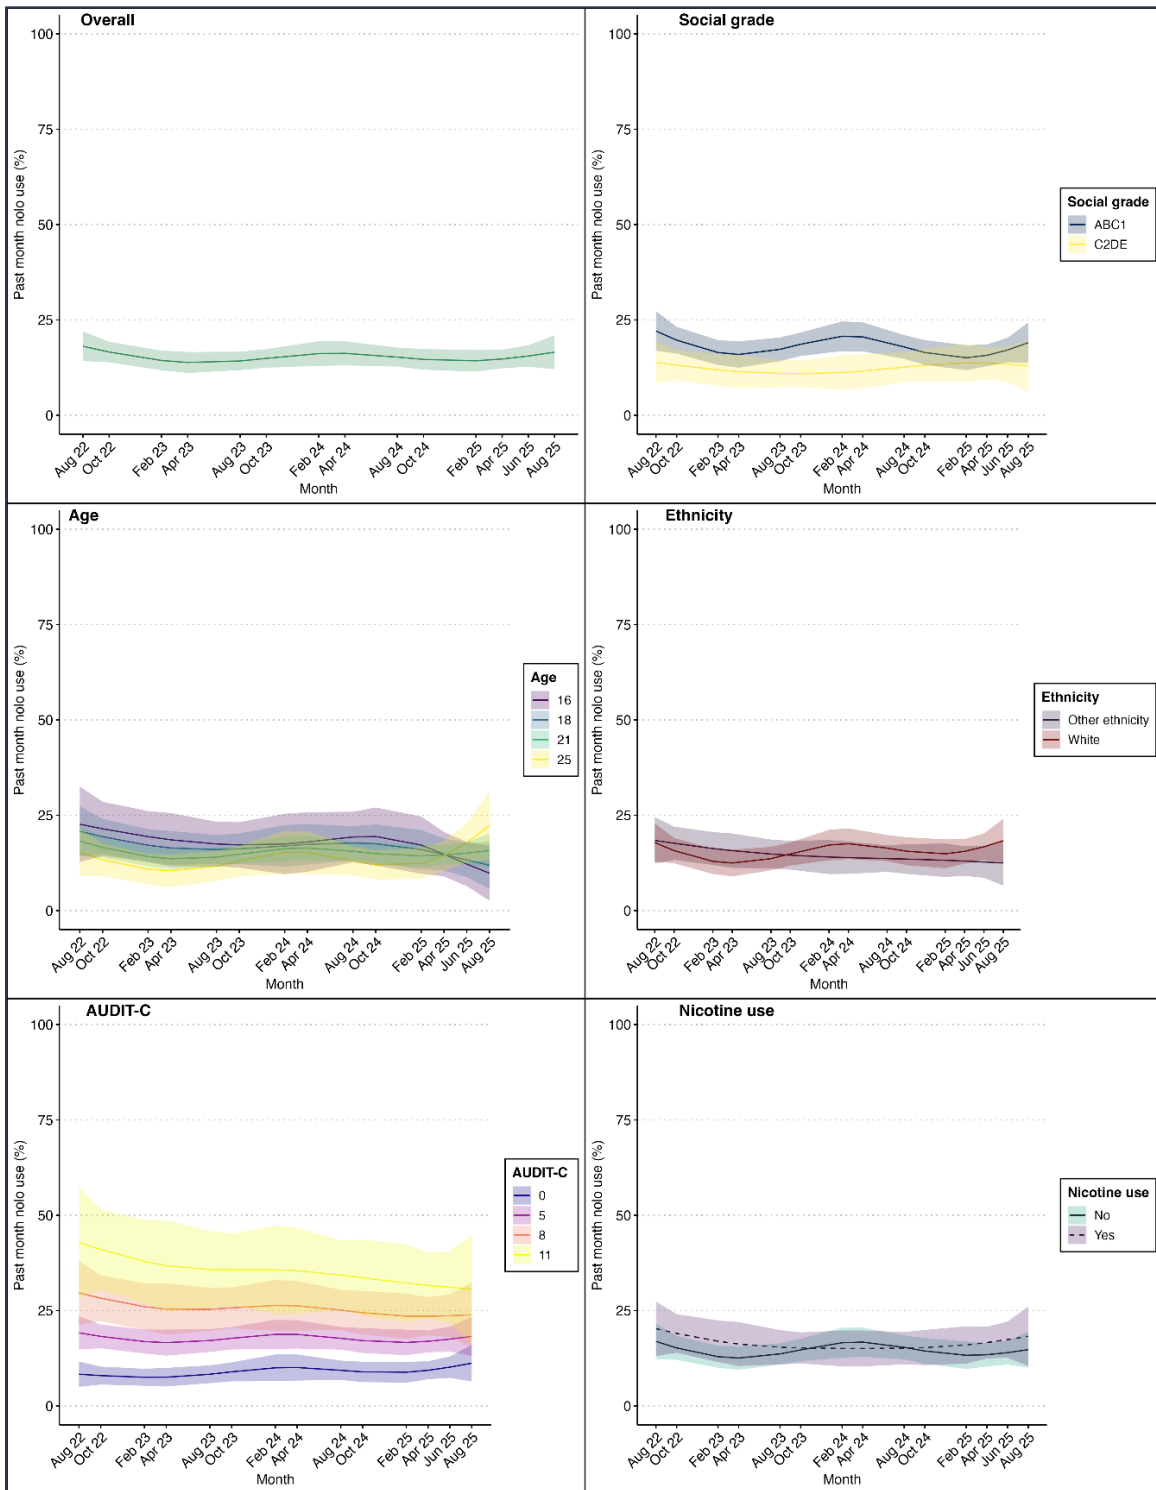 Overall
100
75
50
25
0
Past month nolo use (%)
Aug 22 Oct 22 Feb 23 Apr 23 Aug 23 Oct 23 Feb 24 Apr 24 Aug 24 Oct 24 Feb 25 Apr 25 Jun 25 Aug 25
Month
Social grade
100
75
50
25
0
Past month nolo use (%)
Aug 22 Oct 22 Feb 23 Apr 23 Aug 23 Oct 23 Feb 24 Apr 24 Aug 24 Oct 24 Feb 25 Apr 25 Jun 25 Aug 25
Month
Social grade
ABC1
C2DE
Age
100
75
50
25
0
Past month nolo use (%)
Aug 22 Oct 22 Feb 23 Apr 23 Aug 23 Oct 23 Feb 24 Apr 24 Aug 24 Oct 24 Feb 25 Apr 25 Jun 25 Aug 25
Month
Age
16
18
21
25
Ethnicity
100
75
50
25
0
Past month nolo use (%)
Aug 22 Oct 22 Feb 23 Apr 23 Aug 23 Oct 23 Feb 24 Apr 24 Aug 24 Oct 24 Feb 25 Apr 25 Jun 25 Aug 25
Month
Ethnicity
Other ethnicity
White
AUDIT-C
100
75
50
25
0
Past month nolo use (%)
Aug 22 Oct 22 Feb 23 Apr 23 Aug 23 Oct 23 Feb 24 Apr 24 Aug 24 Oct 24 Feb 25 Apr 25 Jun 25 Aug 25
Month
AUDIT-C
0
5
8
11
Nicotine use
100
75
50
25
0
Past month nolo use (%)
Aug 22 Oct 22 Feb 23 Apr 23 Aug 23 Oct 23 Feb 24 Apr 24 Aug 24 Oct 24 Feb 25 Apr 25 Jun 25 Aug 25
Month
Nicotine use
No
Yes